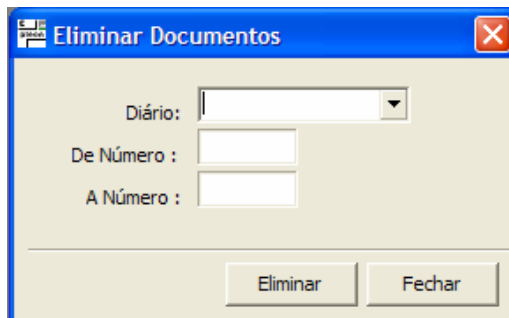 Eliminar Documentos
Diário:
De Número :
A Número :
Eliminar Fechar